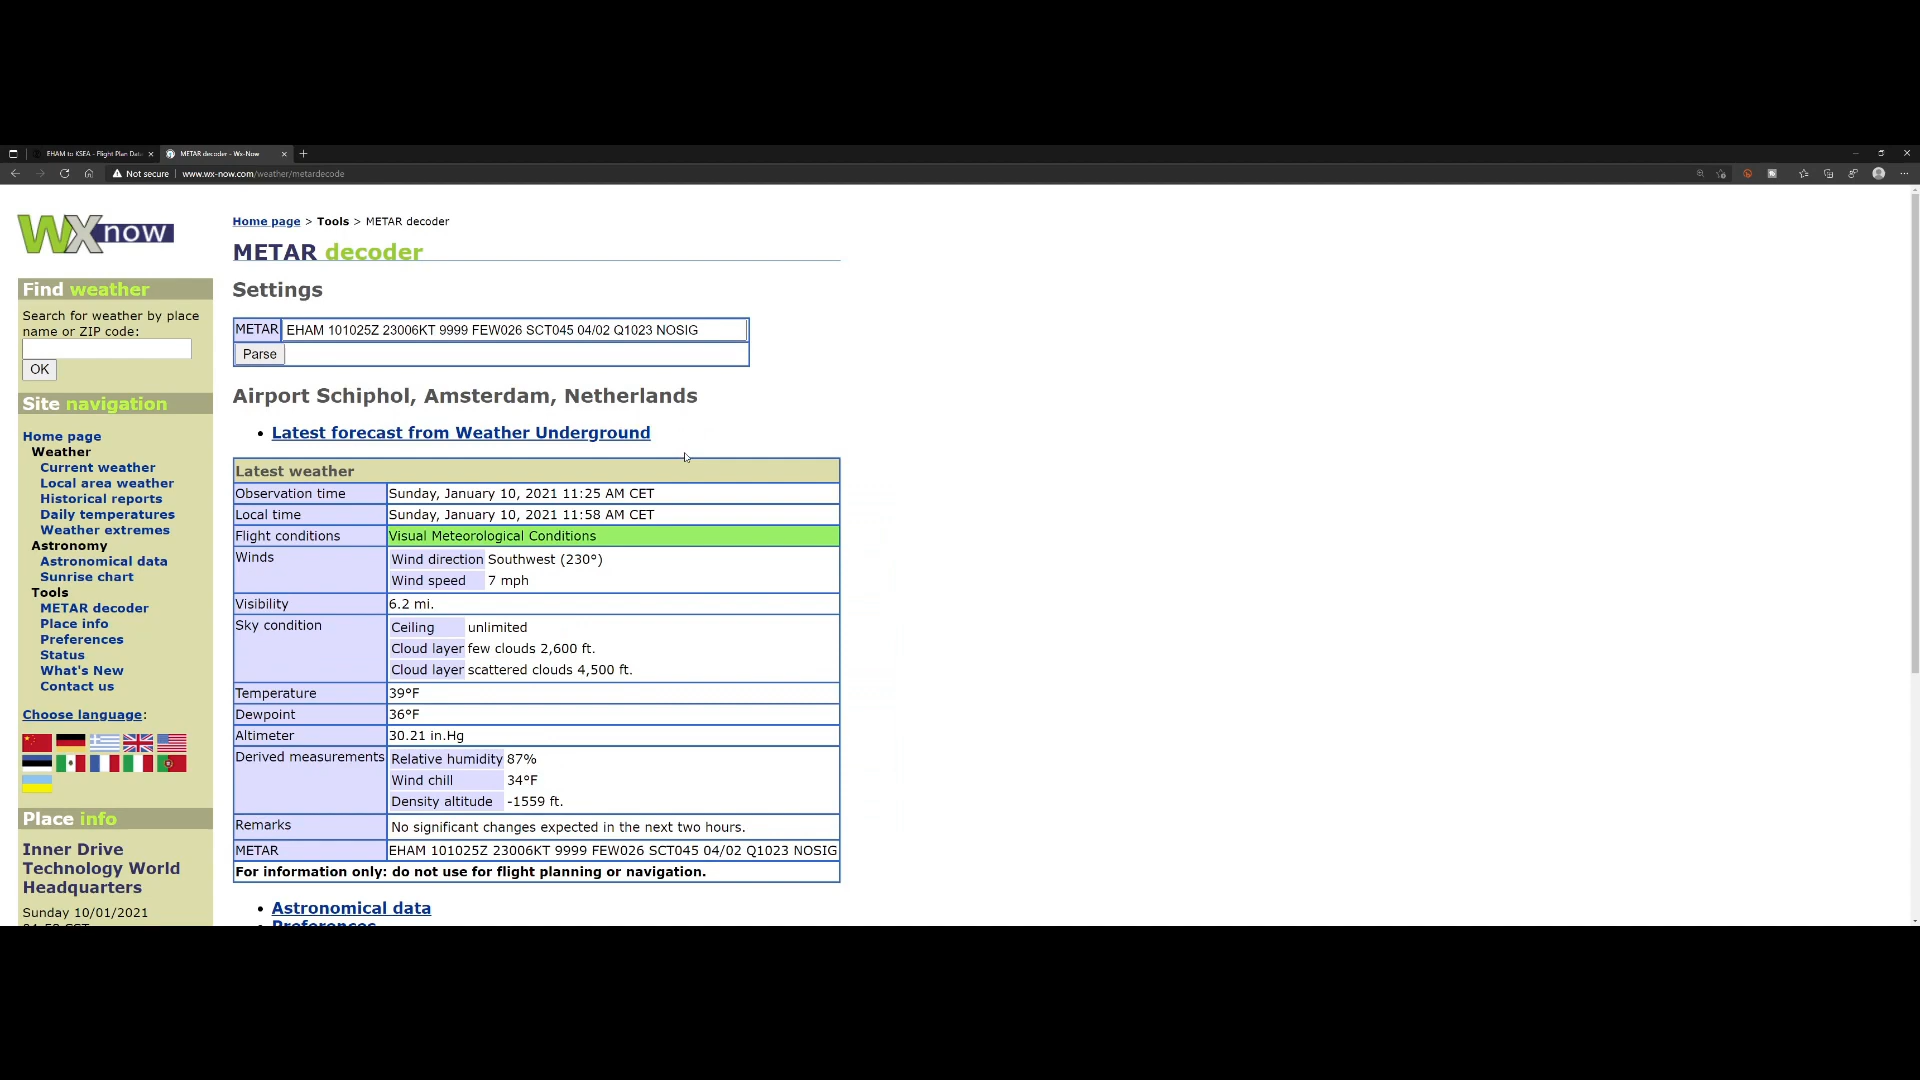 EHAM to KSEA - Flight Plan Data
METAR decoder - Wx-Now
Not secure
www.wx-now.com/weather/metardecode
WX now
Find weather
Search for weather by place
name or ZIP code:
OK
Site navigation
Home page
Weather
Current weather
Local area weather
Historical reports
Daily temperatures
Weather extremes
Astronomy
Astronomical data
Sunrise chart
Tools
METAR decoder
Place info
Preferences
Status
What's New
Contact us
Choose language:
Place info
Inner Drive
Technology World
Headquarters
Sunday 10/01/2021
Home page > Tools > METAR decoder
METAR decoder
Settings
METAR EHAM 101025Z 23006KT 9999 FEW026 SCT045 04/02 Q1023 NOSIG
Parse
Airport Schiphol, Amsterdam, Netherlands
• Latest forecast from Weather Underground
Latest weather
Observation time Sunday, January 10, 2021 11:25 AM CET
Local time Sunday, January 10, 2021 11:58 AM CET
Flight conditions Visual Meteorological Conditions
Winds Wind direction Southwest (230°)
Wind speed 7 mph
Visibility 6.2 mi.
Sky condition Ceiling unlimited
Cloud layer few clouds 2,600 ft.
Cloud layer scattered clouds 4,500 ft.
Temperature 39°F
Dewpoint 36°F
Altimeter 30.21 in.Hg
Derived measurements Relative humidity 87%
Wind chill 34°F
Density altitude -1559 ft.
Remarks No significant changes expected in the next two hours.
METAR EHAM 101025Z 23006KT 9999 FEW026 SCT045 04/02 Q1023 NOSIG
For information only: do not use for flight planning or navigation.
• Astronomical data
• Preferences